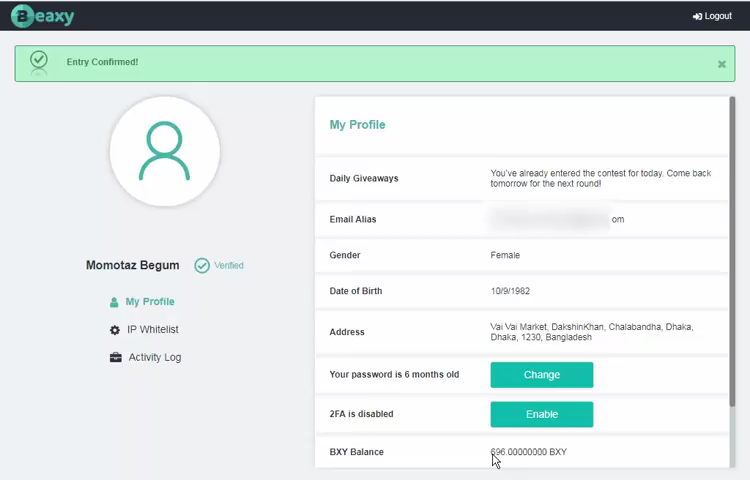 Beaxy
Logout
Entry Confirmed!
My Profile
Daily Giveaways
You've already entered the contest for today. Come back
tomorrow for the next round!
Email Alias
om
Gender
Female
Date of Birth
10/9/1982
Address
Vai Vai Market, DakshinKhan, Chalabandha, Dhaka,
Dhaka, 1230, Bangladesh
Your password is 6 months old
Change
2FA is disabled
Enable
BXY Balance
696.00000000 BXY
Momotaz Begum
Verified
My Profile
IP Whitelist
Activity Log